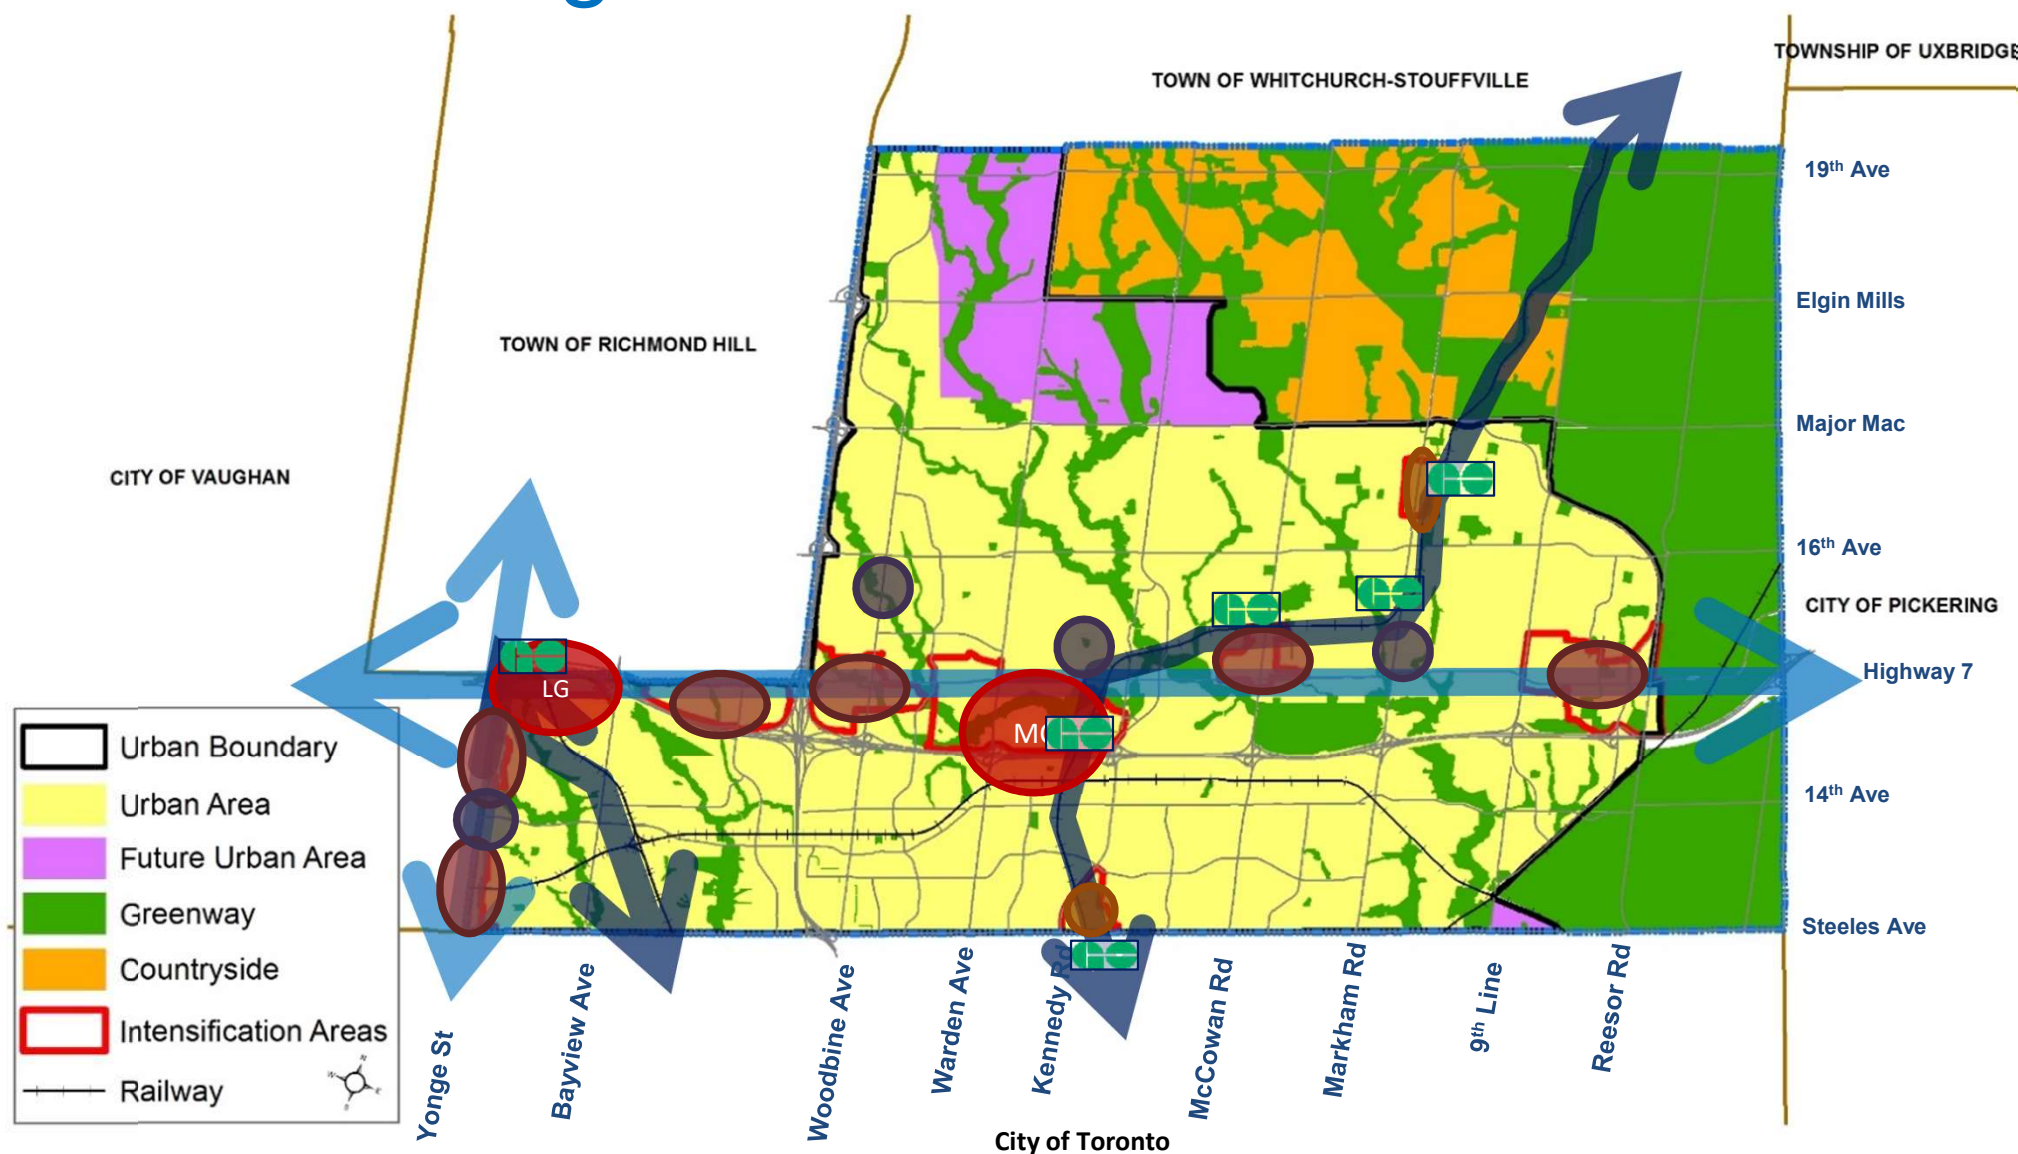 g
TOWNSHIP OF UXBRIDGE
TOWN OF WHITCHURCH-STOUFFVILLE
19th Ave
Elgin Mills
TOWN OF RICHMOND HILL
Major Mac
CITY OF VAUGHAN
16th Ave
CITY OF PICKERING
Highway 7
LG
MC
Urban Boundary
Urban Area
Future Urban Area
Greenway
Countryside
Intensification Areas
Railway
N
E
S
W
14th Ave
Steeles Ave
Yonge St
Bayview Ave
Woodbine Ave
Warden Ave
Kennedy Rd
McCowan Rd
Markham Rd
9th Line
Reesor Rd
City of Toronto